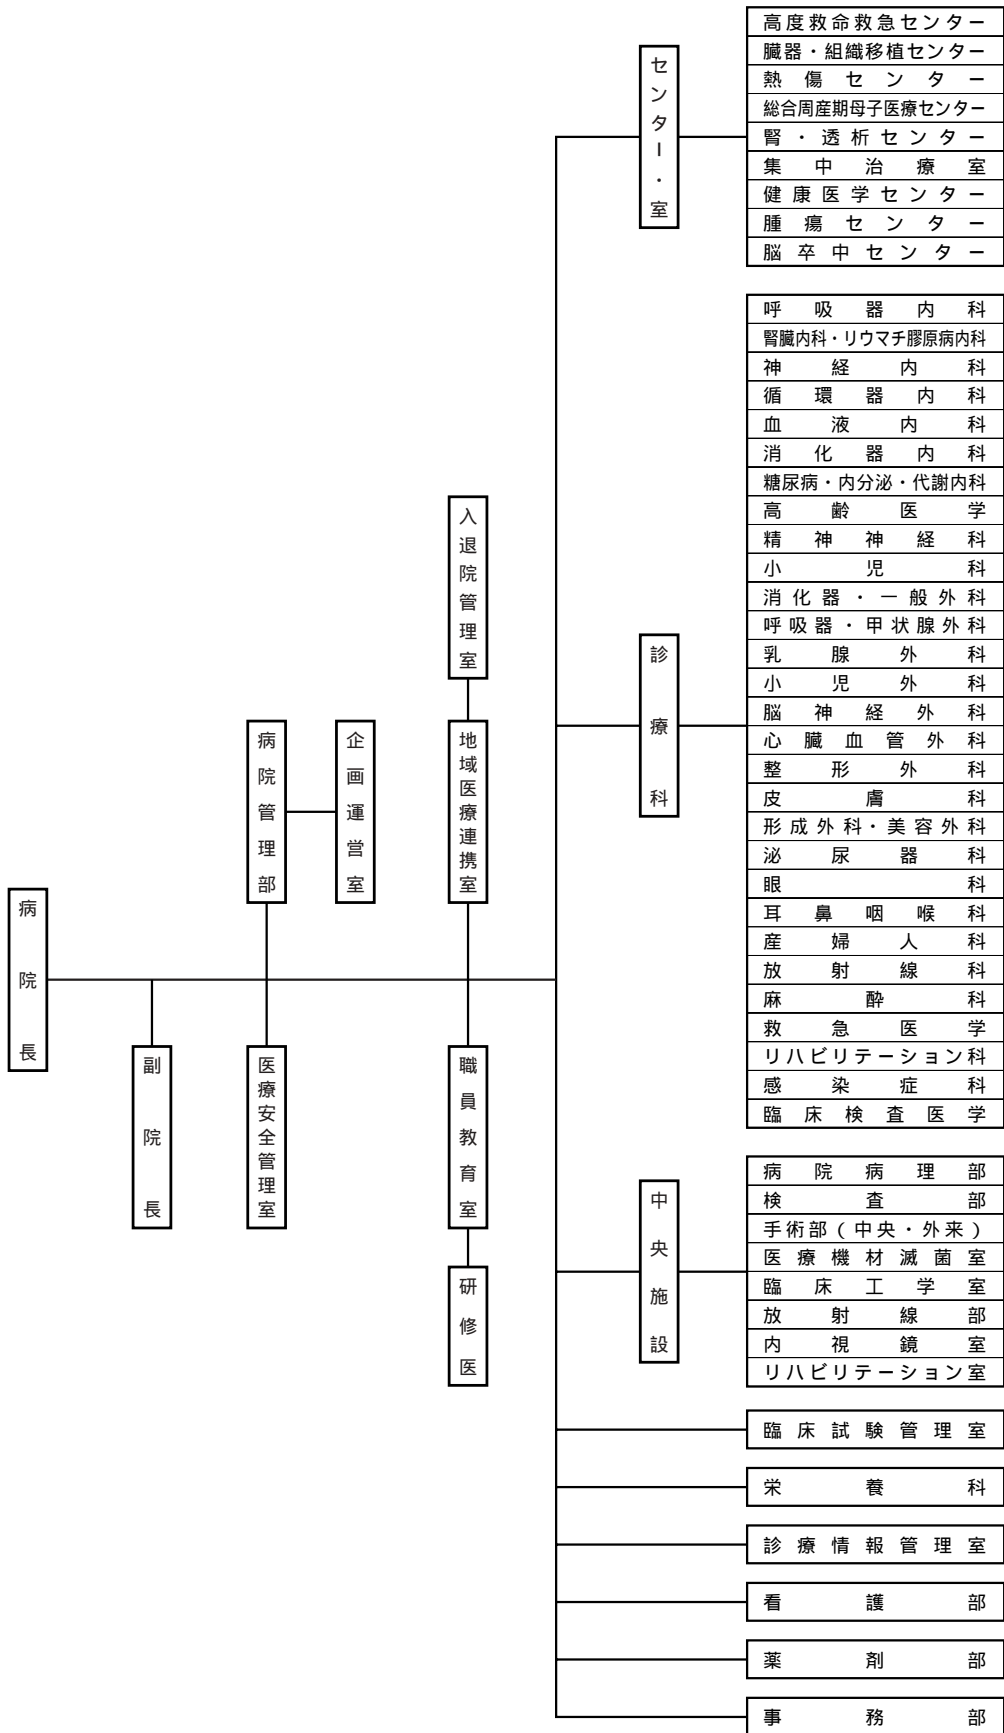 病院長
副院長
病院管理部
企画運営室
医療安全管理室
入退院管理室
地域医療連携室
職員教育室
研修医
センター・室
高度救命救急センター
臓器・組織移植センター
熱傷センター
総合周産期母子医療センター
腎・透析センター
集中治療室
健康医学センター
腫瘍センター
脳卒中センター
診療科
呼吸器内科
腎臓内科・リウマチ膠原病内科
神経内科
循環器内科
血液内科
消化器内科
糖尿病・内分泌・代謝内科
高齢医学
精神神経科
小児科
消化器・一般外科
呼吸器・甲状腺外科
乳腺外科
小児外科
脳神経外科
心臓血管外科
整形外科
皮膚科
形成外科・美容外科
泌尿器科
眼科
耳鼻咽喉科
産婦人科
放射線科
麻酔科
救急医学
リハビリテーション科
感染症科
臨床検査医学
中央施設
病院病理部
検査部
手術部(中央・外来)
医療機材滅菌室
臨床工学室
放射線部
内視鏡室
リハビリテーション室
臨床試験管理室
栄養科
診療情報管理室
看護部
薬剤部
事務部